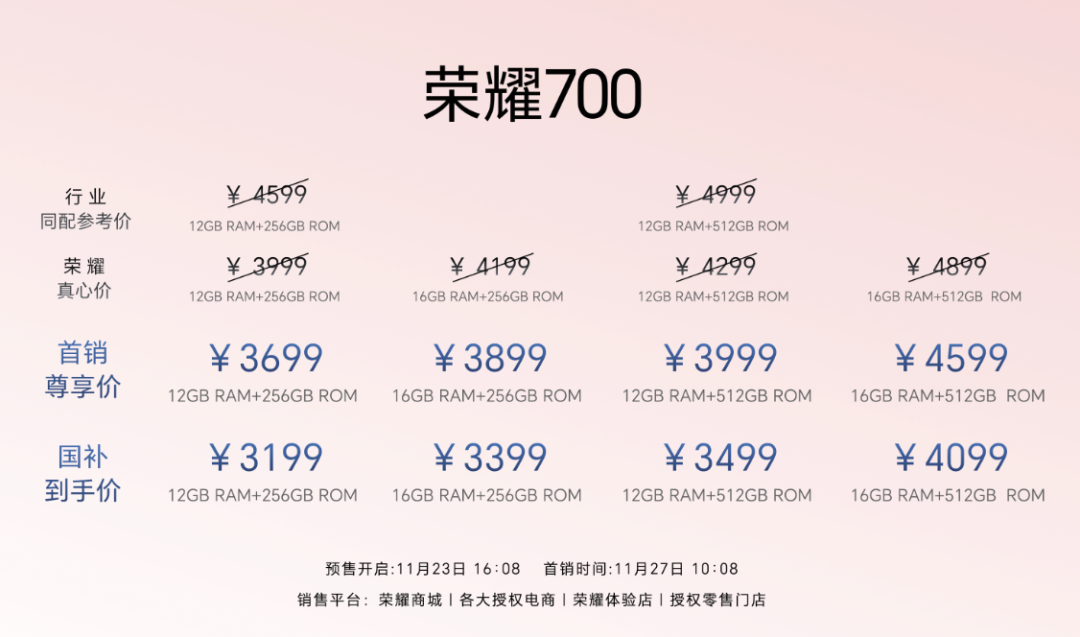 荣耀700
行业
同配参考价
¥ 4599
12GB RAM+256GB ROM
¥ 4999
12GB RAM+512GB ROM
荣耀
真心价
¥ 3999
12GB RAM+256GB ROM
¥ 4199
16GB RAM+256GB ROM
¥ 4299
12GB RAM+512GB ROM
¥ 4899
16GB RAM+512GB ROM
首销
尊享价
¥ 3699
12GB RAM+256GB ROM
¥ 3899
16GB RAM+256GB ROM
¥ 3999
12GB RAM+512GB ROM
¥ 4599
16GB RAM+512GB ROM
国补
到手价
¥ 3199
12GB RAM+256GB ROM
¥ 3399
16GB RAM+256GB ROM
¥ 3499
12GB RAM+512GB ROM
¥ 4099
16GB RAM+512GB ROM
预售开启:11月23日 16:08 首销时间:11月27日 10:08
销售平台：荣耀商城丨各大授权电商丨荣耀体验店丨授权零售门店